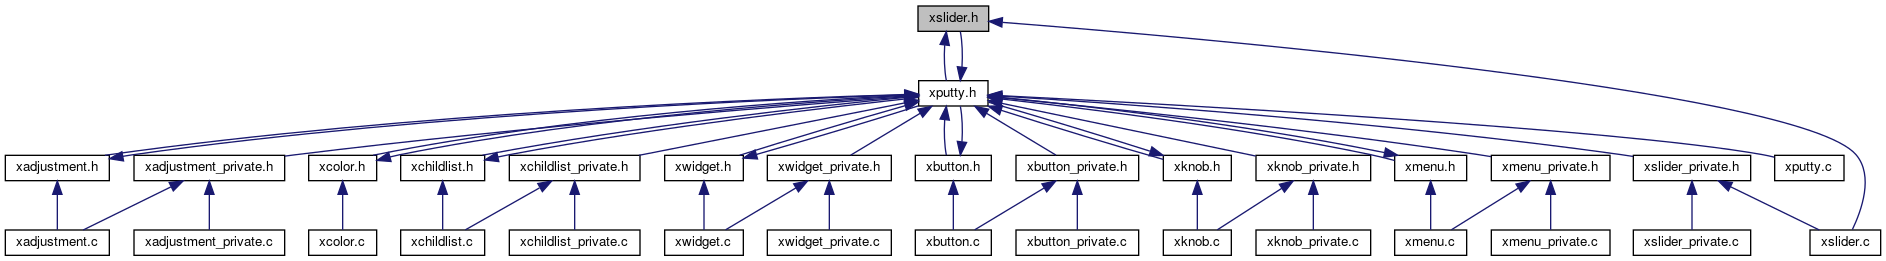 xslider.h
xputty.h
xadjustment.h
xadjustment_private.h
xcolor.h
xchildlist.h
xchildlist_private.h
xwidget.h
xwidget_private.h
xbutton.h
xbutton_private.h
xknob.h
xknob_private.h
xmenu.h
xmenu_private.h
xslider_private.h
xputty.c
xadjustment.c
xadjustment_private.c
xcolor.c
xchildlist.c
xchildlist_private.c
xwidget.c
xwidget_private.c
xbutton.c
xbutton_private.c
xknob.c
xknob_private.c
xmenu.c
xmenu_private.c
xslider_private.c
xslider.c